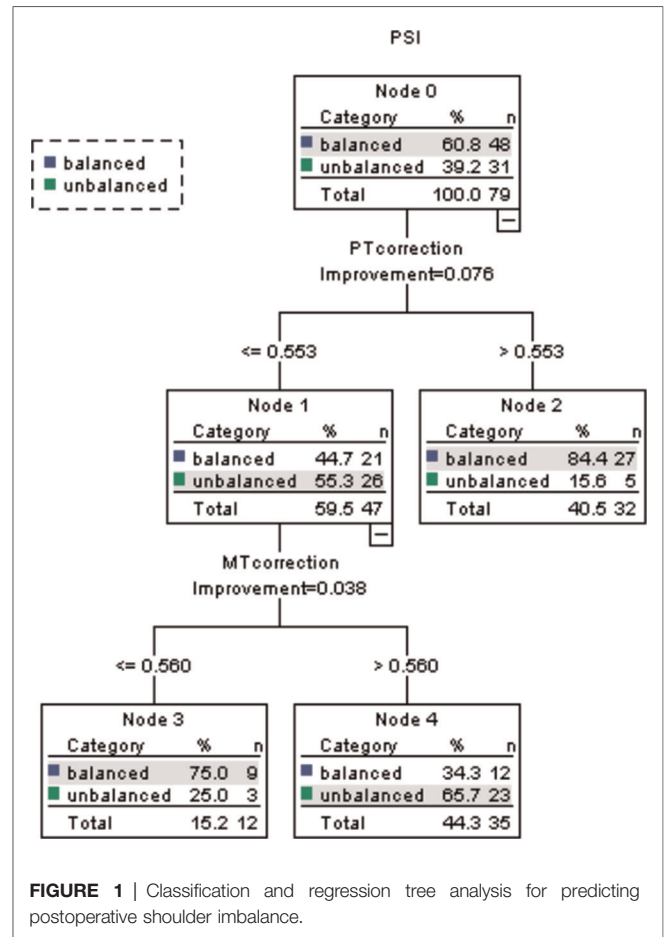 PSI
Node 0
Category % n
balanced 60.8 48
unbalanced 39.2 31
Total 100.0 79
balanced
unbalanced
PTcorrection
Improvement=0.076
<= 0.553
> 0.553
Node 1
Category % n
balanced 44.7 21
unbalanced 55.3 26
Total 59.5 47
Node 2
Category % n
balanced 84.4 27
unbalanced 15.6 5
Total 40.5 32
MTcorrection
Improvement=0.038
<= 0.560
> 0.560
Node 3
Category % n
balanced 75.0 9
unbalanced 25.0 3
Total 15.2 12
Node 4
Category % n
balanced 34.3 12
unbalanced 65.7 23
Total 44.3 35
FIGURE 1 | Classification and regression tree analysis for predicting
postoperative shoulder imbalance.